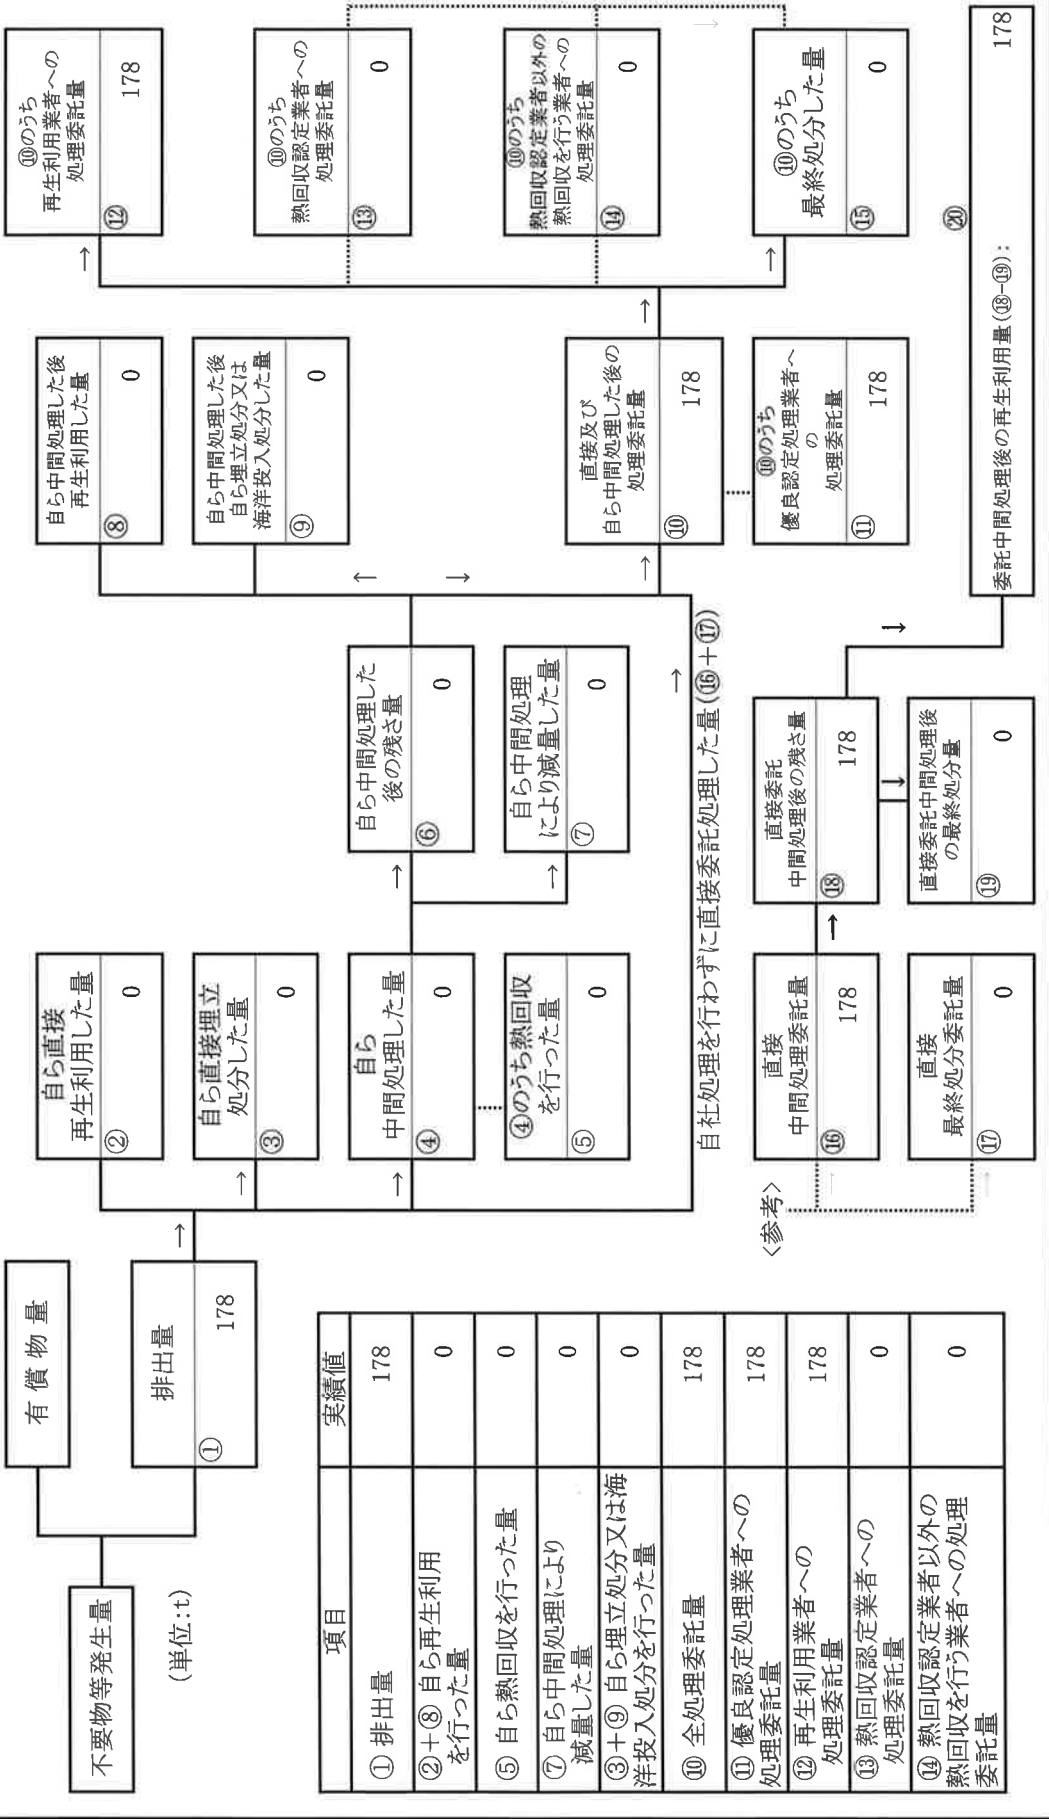 不要物等発生量
(単位:t)
有償物量
排出量
①
178
自ら直接
再生利用した量
②
0
自ら直接埋立
処分した量
③
0
自ら
中間処理した量
④
0
④のうち熱回収
を行った量
⑤
0
自ら中間処理した
後の残さ量
⑥
0
自ら中間処理
により減量した量
⑦
0
自ら中間処理した後
再生利用した量
⑧
0
自ら中間処理した後
自ら埋立処分又は
海洋投入処分した量
⑨
0
直接及び
自ら中間処理した後の
処理委託量
⑩
178
⑩のうち
優良認定処理業者へ
の
処理委託量
⑪
178
⑩のうち
再生利用業者への
処理委託量
⑫
178
⑩のうち
熱回収認定業者への
処理委託量
⑬
0
⑩のうち
熱回収認定業者以外の
熱回収を行う業者への
処理委託量
⑭
0
⑩のうち
最終処分した量
⑮
0
自社処理を行わずに直接委託処理した量(⑯+⑰)
<参考>
直接
中間処理委託量
⑯
178
直接
最終処分委託量
⑰
0
直接委託
中間処理後の残さ量
⑱
178
直接委託中間処理後
の最終処分量
⑲
0
⑳
委託中間処理後の再生利用量(⑱-⑲):
178
項目 実績値
① 排出量 178
②+⑧ 自ら再生利用
を行った量 0
⑤ 自ら熱回収を行った量 0
⑦ 自ら中間処理により
減量した量 0
③+⑨ 自ら埋立処分又は海
洋投入処分を行った量 0
⑩ 全処理委託量 178
⑪ 優良認定処理業者への
処理委託量 178
⑫ 再生利用業者への
処理委託量 178
⑬ 熱回収認定業者への
処理委託量 0
⑭ 熱回収認定業者以外の
熱回収を行う業者への処理
委託量 0